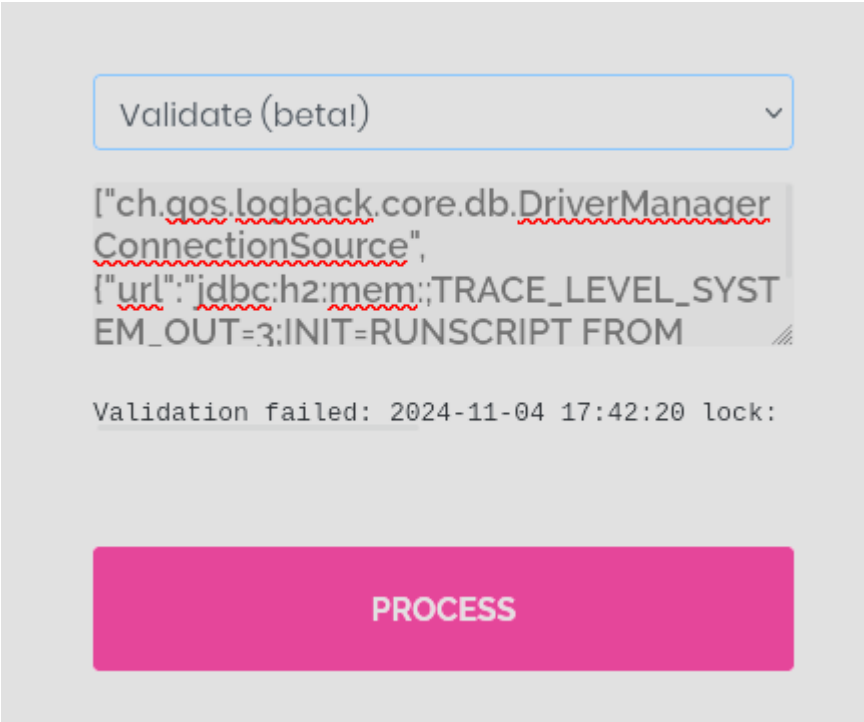 Validate (beta!)
["ch.qos.logback.core.db.DriverManager
ConnectionSource",
{"url":"jdbc:h2:mem:;TRACE_LEVEL_SYST
EM_OUT=3;INIT=RUNSCRIPT FROM
Validation failed: 2024-11-04 17:42:20 lock:
PROCESS